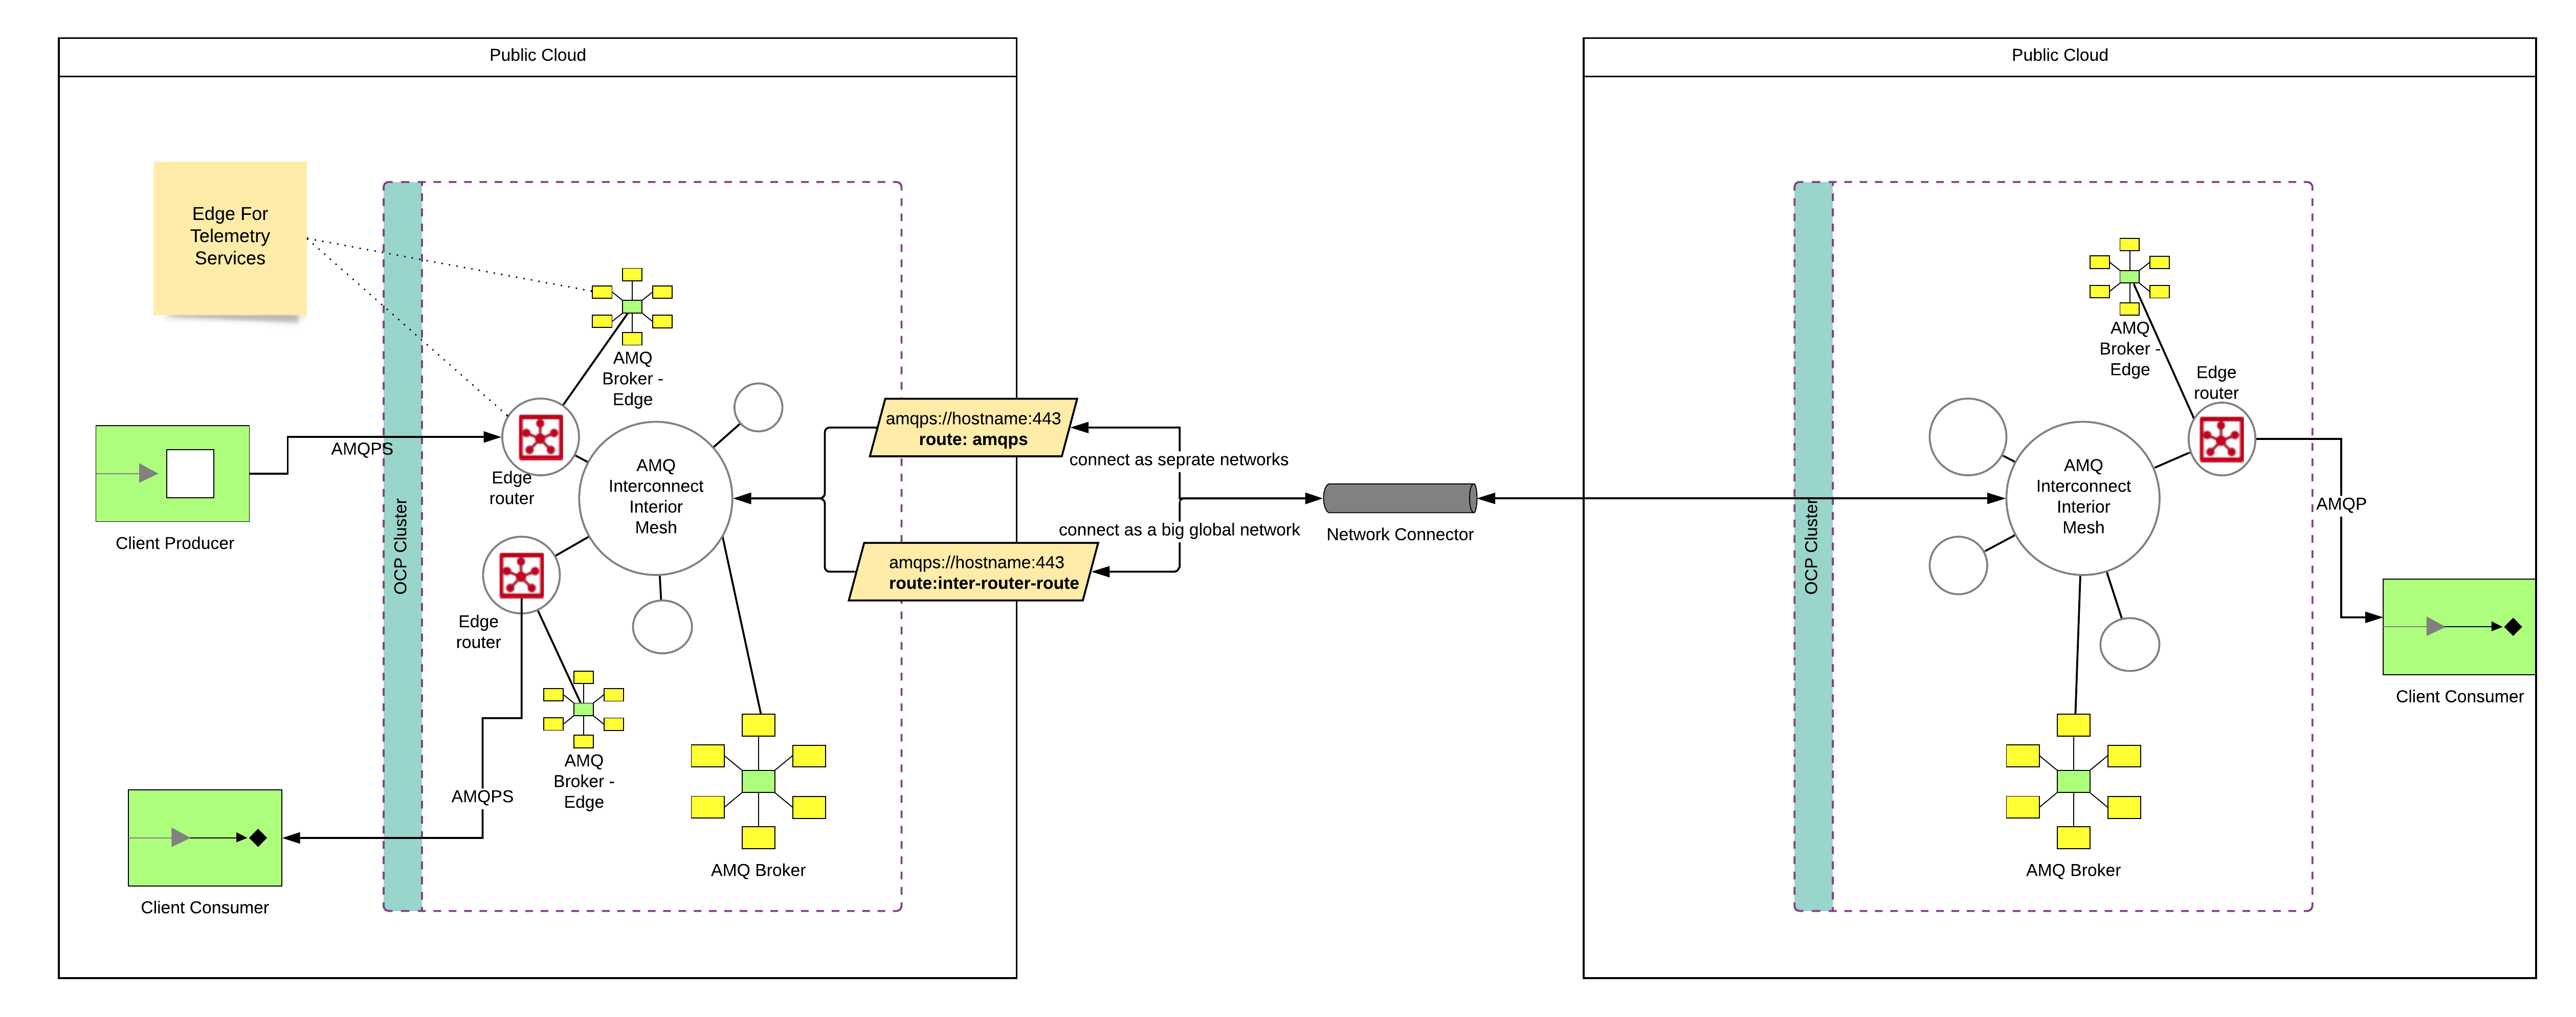 Public Cloud
Edge For
Telemetry
Services
OCP Cluster
AMQ
Broker -
Edge
AMQPS
Edge
router
Client Producer
AMQ
Interconnect
Interior
Mesh
Edge
router
AMQ
Broker -
Edge
AMQPS
Client Consumer
AMQ Broker
amqps://hostname:443
route: amqps
connect as seprate networks
connect as a big global network
amqps://hostname:443
route:inter-router-route
Network Connector
Public Cloud
OCP Cluster
AMQ
Broker -
Edge
Edge
router
AMQ
Interconnect
Interior
Mesh
AMQP
Client Consumer
AMQ Broker